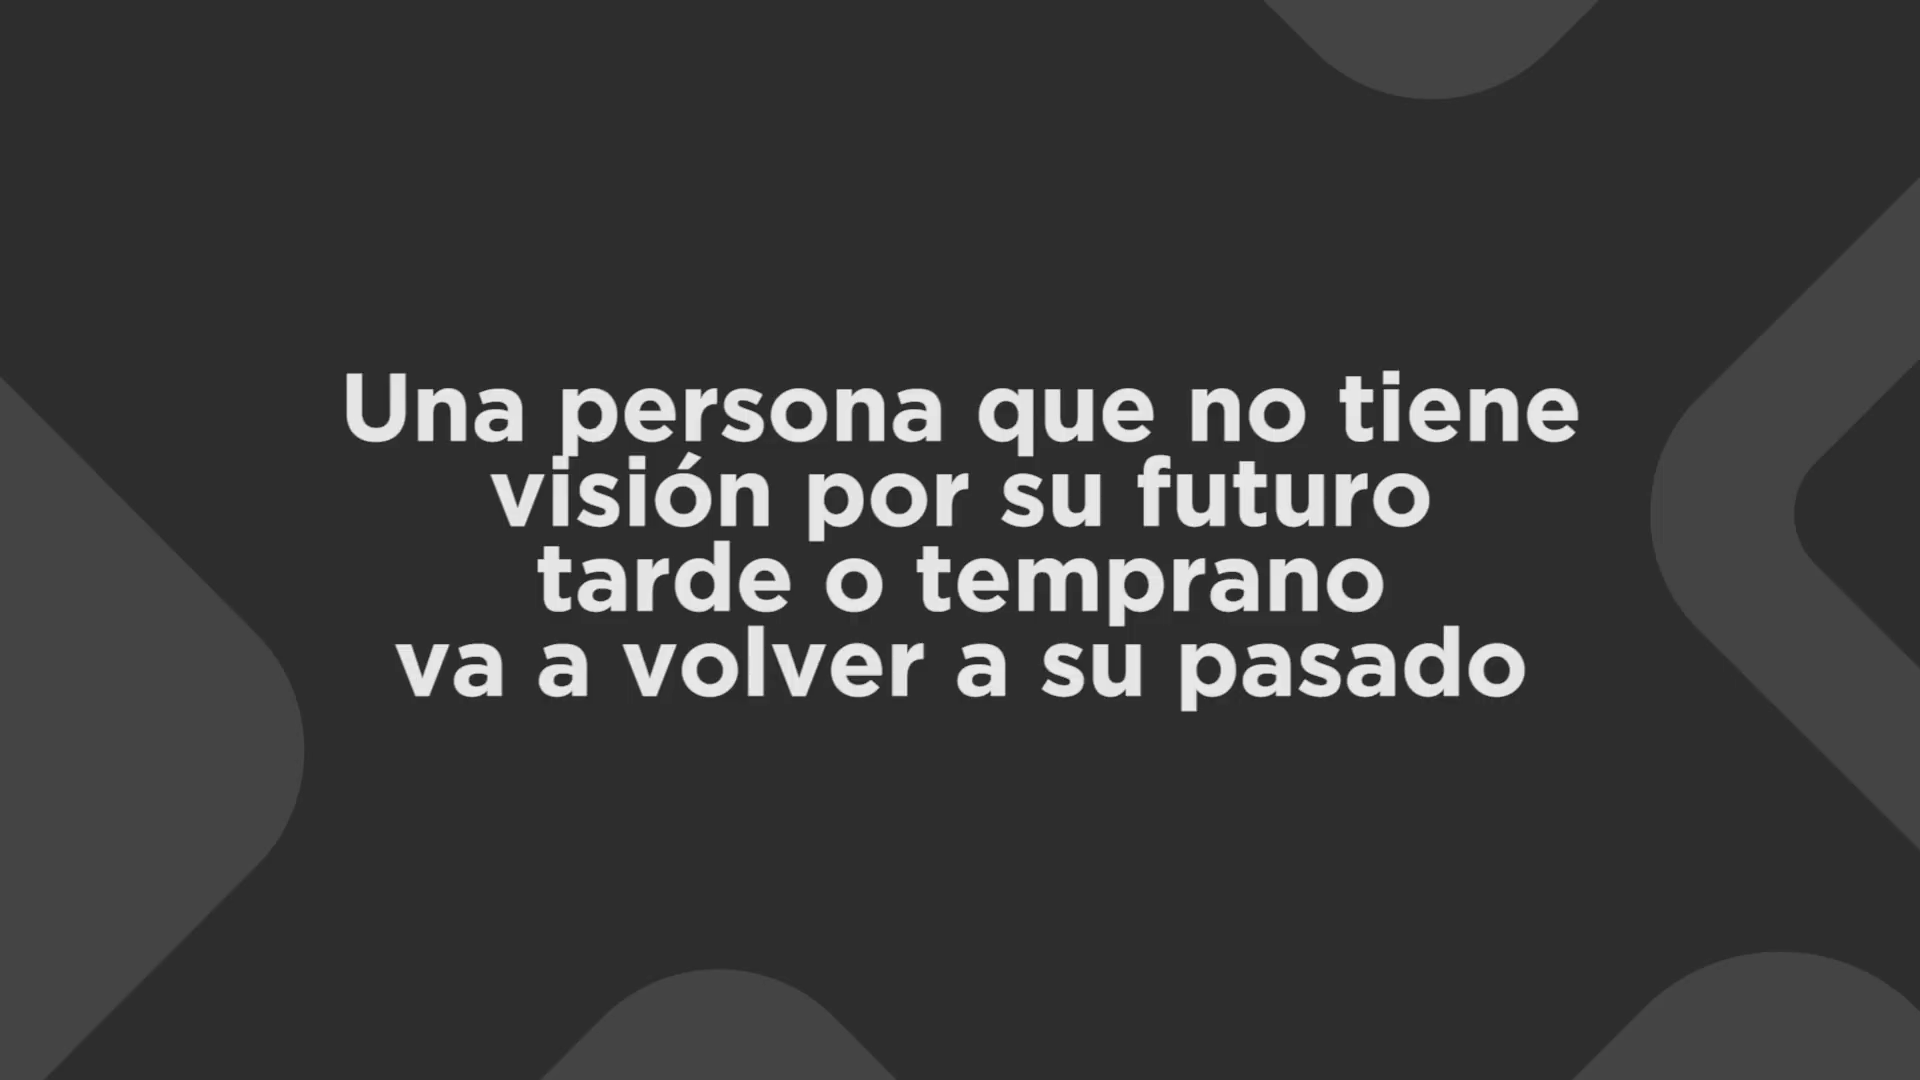 Una persona que no tiene
visión por su futuro
tarde o temprano
va a volver a su pasado